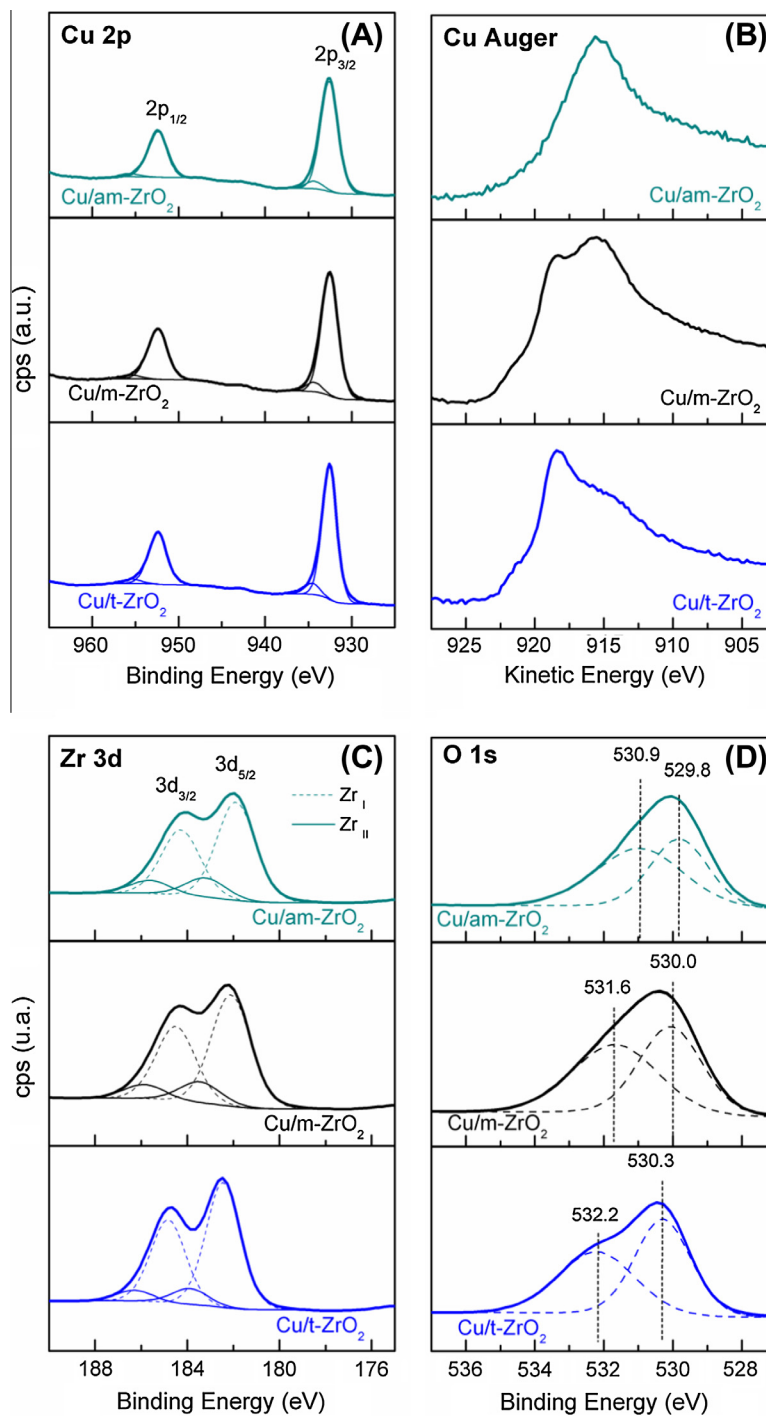 Cu 2p
(A)
2p3/2
2p1/2
Cu/am-ZrO2
Cu/m-ZrO2
Cu/t-ZrO2
cps (a.u.)
960 950 940 930
Binding Energy (eV)
Cu Auger
(B)
Cu/am-ZrO2
Cu/m-ZrO2
Cu/t-ZrO2
925 920 915 910 905
Kinetic Energy (eV)
Zr 3d
(C)
3d5/2
3d3/2
Zr I
Zr II
Cu/am-ZrO2
Cu/m-ZrO2
Cu/t-ZrO2
cps (u.a.)
188 184 180 176
Binding Energy (eV)
O 1s
(D)
530.9
529.8
Cu/am-ZrO2
530.0
531.6
Cu/m-ZrO2
530.3
532.2
Cu/t-ZrO2
536 534 532 530 528
Binding Energy (eV)